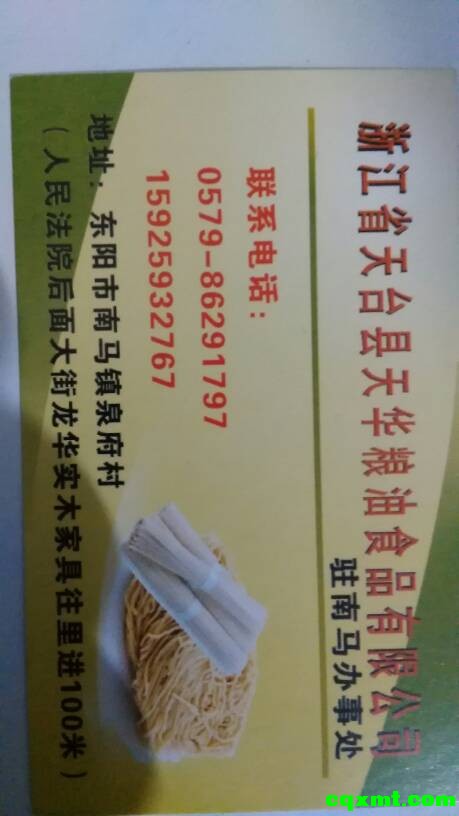 浙江省天台县天华粮油食品有限公司
驻南马办事处
联系电话：
0579-86291797
15925932767
地址：东阳市南马镇泉府村
（人民法院后面大街龙华实木家具往里进100米）
cqxmt.com